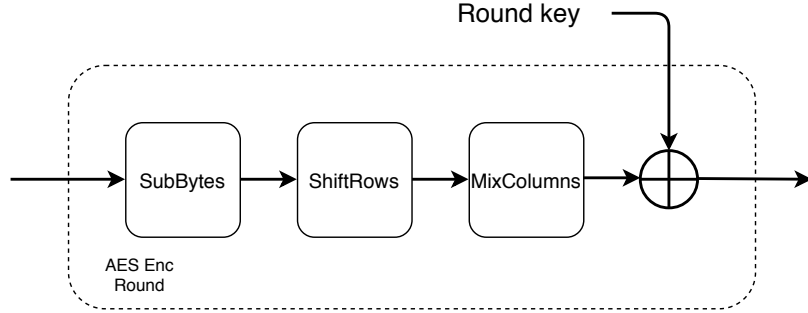 Round key
SubBytes
ShiftRows
MixColumns
AES Enc
Round